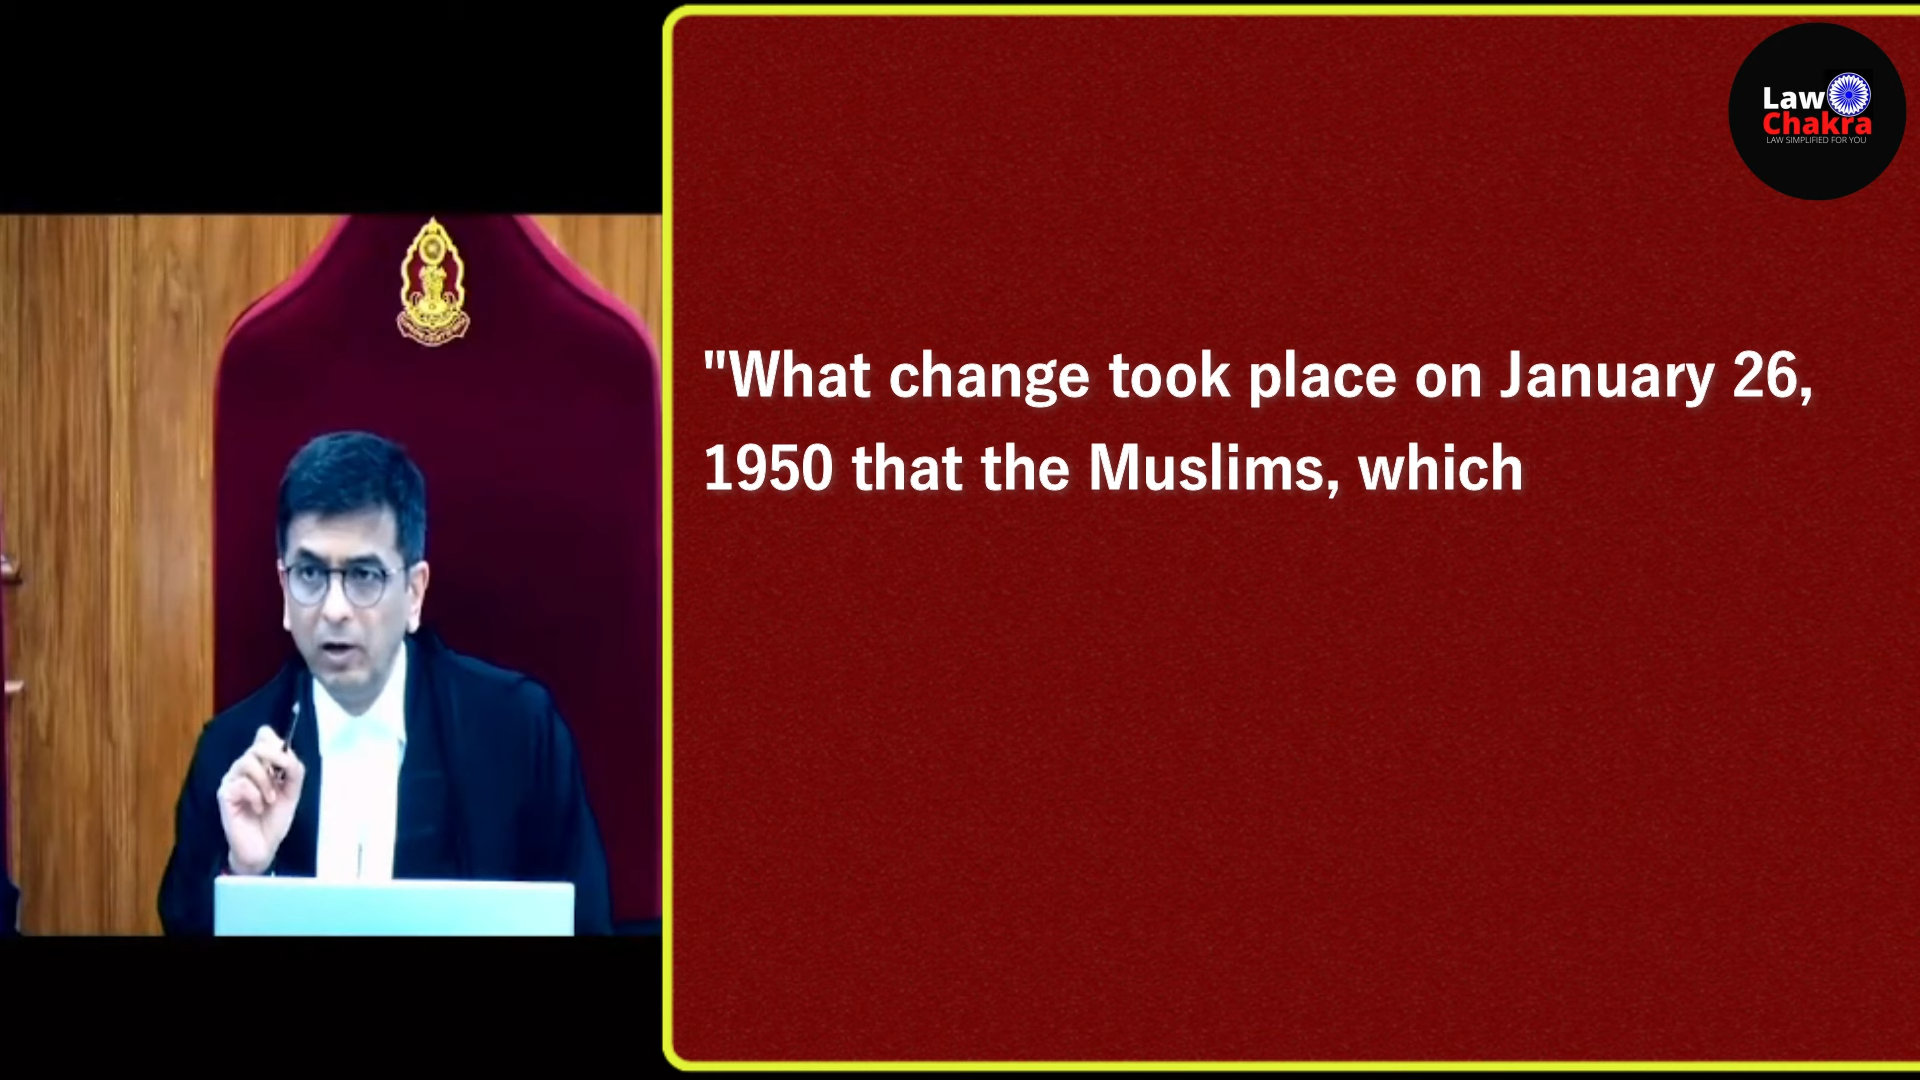 Law
Chakra
LAW SIMPLIFIED FOR YOU
"What change took place on January 26,
1950 that the Muslims, which